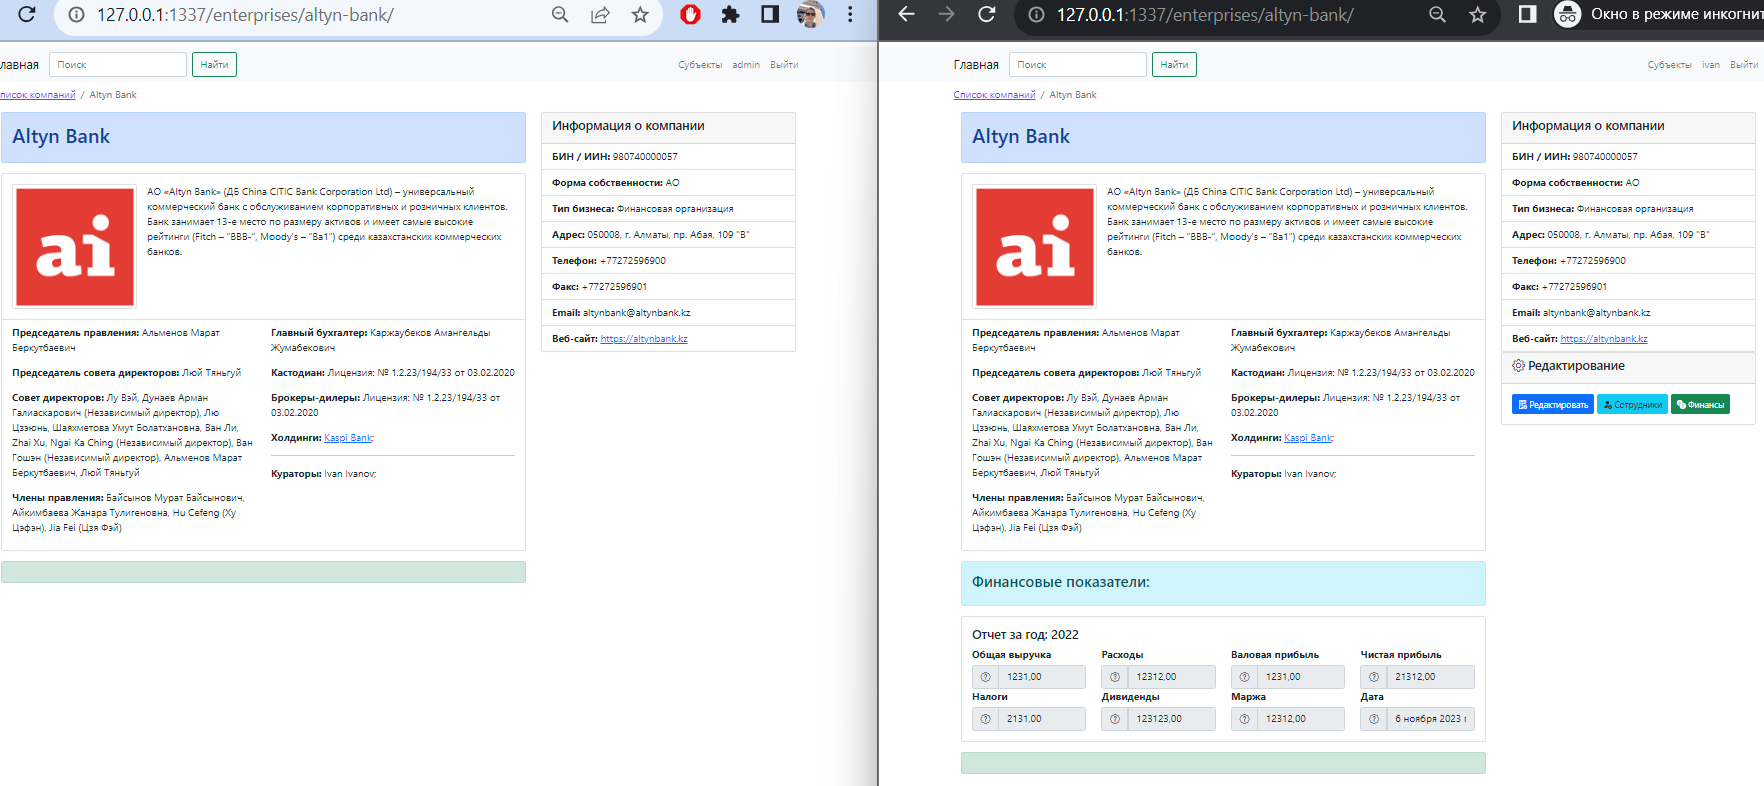 127.0.0.1:1337/enterprises/altyn-bank/
лавная
Поиск
Найти
Субъекты
admin
Выйти
писок компаний / Altyn Bank
Altyn Bank
АО «Altyn Bank» (ДБ China CITIC Bank Corporation Ltd) – универсальный
коммерческий банк с обслуживанием корпоративных и розничных клиентов.
Банк занимает 13-е место по размеру активов и имеет самые высокие
рейтинги (Fitch – "BBB-", Moody's – "Ba1") среди казахстанских коммерческих
банков.
ai
Председатель правления: Альменов Марат
Беркутбаевич
Председатель совета директоров: Люй Тяньгуй
Совет директоров: Лу Вэй, Дунаев Арман
Галиаскарович (Независимый директор), Лю
Цзэюнь, Шаяхметова Умут Болатхановна, Ван Ли,
Zhai Xu, Ngai Ka Ching (Независимый директор), Ван
Гошэн (Независимый директор), Альменов Марат
Беркутбаевич, Люй Тяньгуй
Члены правления: Байсынов Мурат Байсынович,
Айкимбаева Жанара Тулигеновна, Hu Cefeng (Ху
Цэфэн), Jia Fei (Цзя Фэй)
Главный бухгалтер: Каржаубеков Амангельды
Жумабекович
Кастодиан: Лицензия: № 1.2.23/194/33 от 03.02.2020
Брокеры-дилеры: Лицензия: № 1.2.23/194/33 от
03.02.2020
Холдинги: Kaspi Bank;
Кураторы: Ivan Ivanov;
Информация о компании
БИН / ИИН: 980740000057
Форма собственности: АО
Тип бизнеса: Финансовая организация
Адрес: 050008, г. Алматы, пр. Абая, 109 "В"
Телефон: +77272596900
Факс: +77272596901
Email: altynbank@altynbank.kz
Веб-сайт: https://altynbank.kz
127.0.0.1:1337/enterprises/altyn-bank/
Окно в режиме инкогнит
Главная
Поиск
Найти
Субъекты
ivan
Выйти
Список компаний / Altyn Bank
Altyn Bank
АО «Altyn Bank» (ДБ China CITIC Bank Corporation Ltd) – универсальный
коммерческий банк с обслуживанием корпоративных и розничных клиентов.
Банк занимает 13-е место по размеру активов и имеет самые высокие
рейтинги (Fitch – "BBB-", Moody's – "Ba1") среди казахстанских коммерческих
банков.
ai
Председатель правления: Альменов Марат
Беркутбаевич
Председатель совета директоров: Люй Тяньгуй
Совет директоров: Лу Вэй, Дунаев Арман
Галиаскарович (Независимый директор), Лю
Цзэюнь, Шаяхметова Умут Болатхановна, Ван Ли,
Zhai Xu, Ngai Ka Ching (Независимый директор), Ван
Гошэн (Независимый директор), Альменов Марат
Беркутбаевич, Люй Тяньгуй
Члены правления: Байсынов Мурат Байсынович,
Айкимбаева Жанара Тулигеновна, Hu Cefeng (Ху
Цэфэн), Jia Fei (Цзя Фэй)
Главный бухгалтер: Каржаубеков Амангельды
Жумабекович
Кастодиан: Лицензия: № 1.2.23/194/33 от 03.02.2020
Брокеры-дилеры: Лицензия: № 1.2.23/194/33 от
03.02.2020
Холдинги: Kaspi Bank;
Кураторы: Ivan Ivanov;
Информация о компании
БИН / ИИН: 980740000057
Форма собственности: АО
Тип бизнеса: Финансовая организация
Адрес: 050008, г. Алматы, пр. Абая, 109 "В"
Телефон: +77272596900
Факс: +77272596901
Email: altynbank@altynbank.kz
Веб-сайт: https://altynbank.kz
Редактирование
Редактировать
Сотрудники
Финансы
Финансовые показатели:
Отчет за год: 2022
Общая выручка
Расходы
Валовая прибыль
Чистая прибыль
1231,00
12312,00
1231,00
21312,00
Налоги
Дивиденды
Маржа
Дата
2131,00
123123,00
12312,00
6 ноября 2023 г